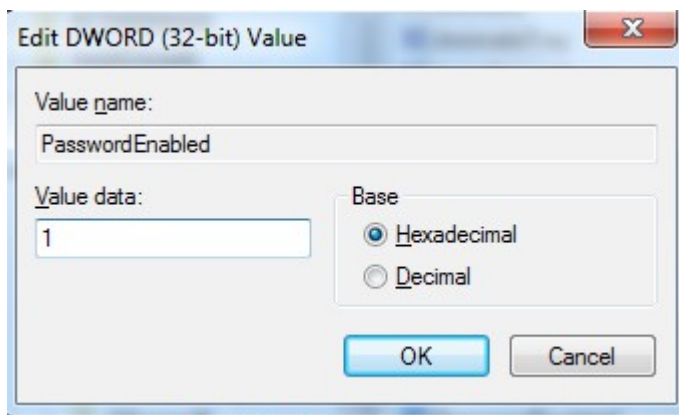 Edit DWORD (32-bit) Value
Value name:
PasswordEnabled
Value data:
1
Base
Hexadecimal
Decimal
OK
Cancel